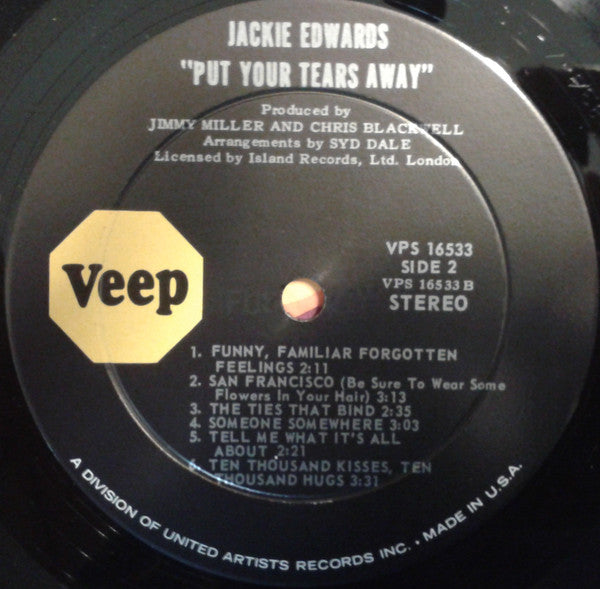 JACKIE EDWARDS
"PUT YOUR TEARS AWAY"
Produced by
JIMMY MILLER AND CHRIS BLACKWELL
Arrangements by SYD DALE
Licensed by Island Records, Ltd. London
Veep
VPS 16533
SIDE 2
VPS 16533 B
STEREO
1. FUNNY, FAMILIAR FORGOTTEN
FEELINGS 2:11
2. SAN FRANCISCO (Be Sure To Wear Some
Flowers In Your Hair) 3:13
3. THE TIES THAT BIND 2:35
4. SOMEONE SOMEWHERE 3:03
5. TELL ME WHAT IT'S ALL
ABOUT 2:21
6. TEN THOUSAND KISSES, TEN
THOUSAND HUGS 3:31
A DIVISION OF UNITED ARTISTS RECORDS INC. • MADE IN U.S.A.